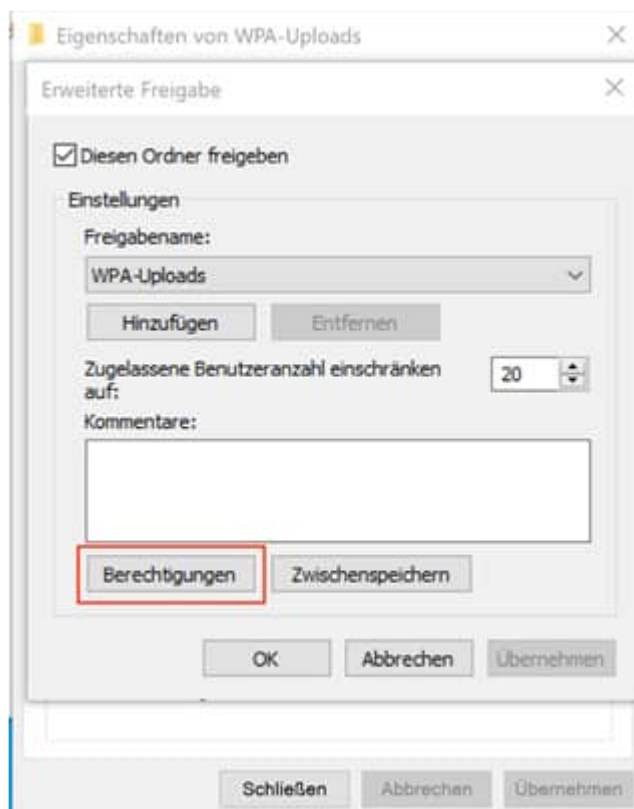 Eigenschaften von WPA-Uploads
Erweiterte Freigabe
Diesen Ordner freigeben
Einstellungen
Freigabename:
WPA-Uploads
Hinzufügen
Entfernen
Zugelassene Benutzeranzahl einschränken
auf:
20
Kommentare:
Berechtigungen
Zwischenspeichern
OK
Abbrechen
Übernehmen
Schließen
Abbrechen
Übernehmen